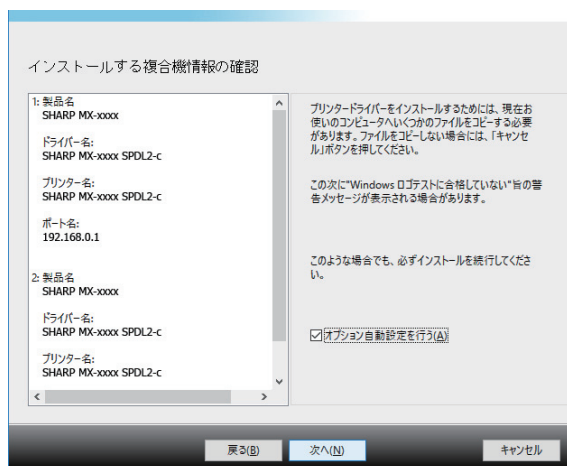 インストールする複合機情報の確認
1: 製品名
SHARP MX-xxxx
ドライバー名:
SHARP MX-xxxx SPDL2-c
プリンター名:
SHARP MX-xxxx SPDL2-c
ポート名:
192.168.0.1
2: 製品名
SHARP MX-xxxx
ドライバー名:
SHARP MX-xxxx SPDL2-c
プリンター名:
SHARP MX-xxxx SPDL2-c
プリンタードライバーをインストールするためには、現在お
使いのコンピュータへいくつかのファイルをコピーする必要
があります。ファイルをコピーしない場合には、「キャンセ
ル」ボタンを押してください。
この次に"Windows ロゴテストに合格していない"旨の警
告メッセージが表示される場合があります。
このような場合でも、必ずインストールを続行してくださ
い。
オプション自動設定を行う(A)
戻る(B)
次へ(N)
キャンセル